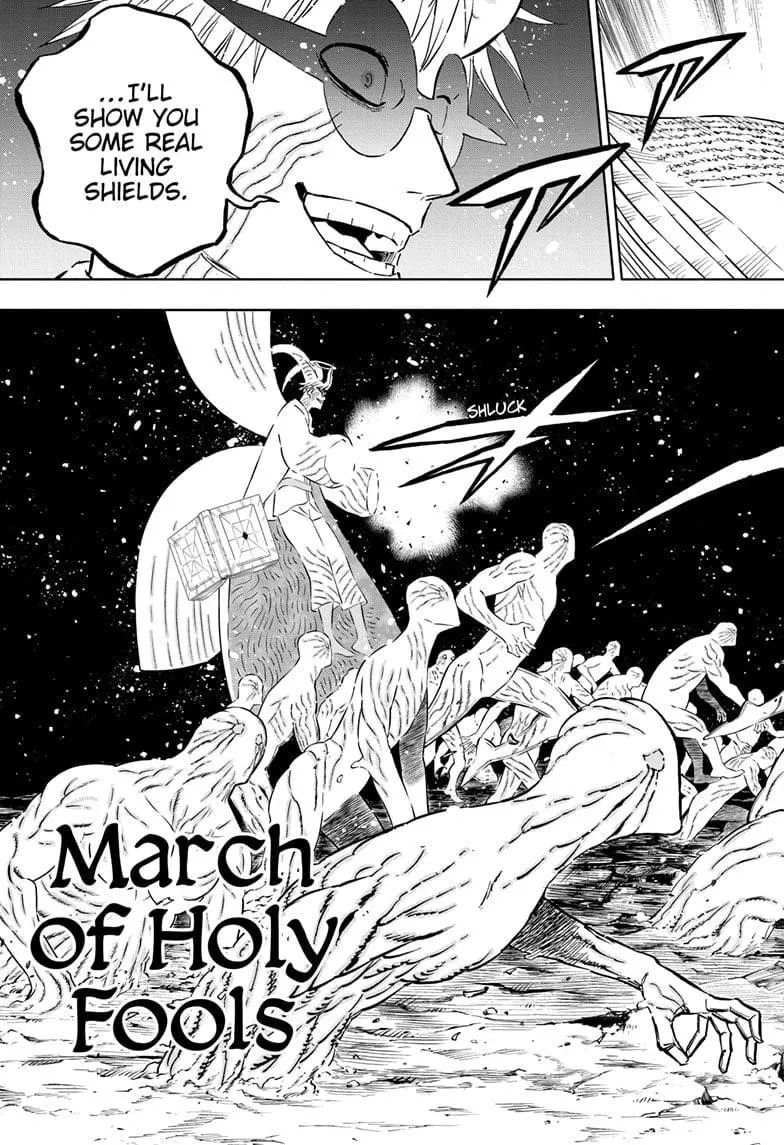 ...I'LL
SHOW YOU
SOME REAL
LIVING
SHIELDS.
SHLUCK
March
of Holy
Fools